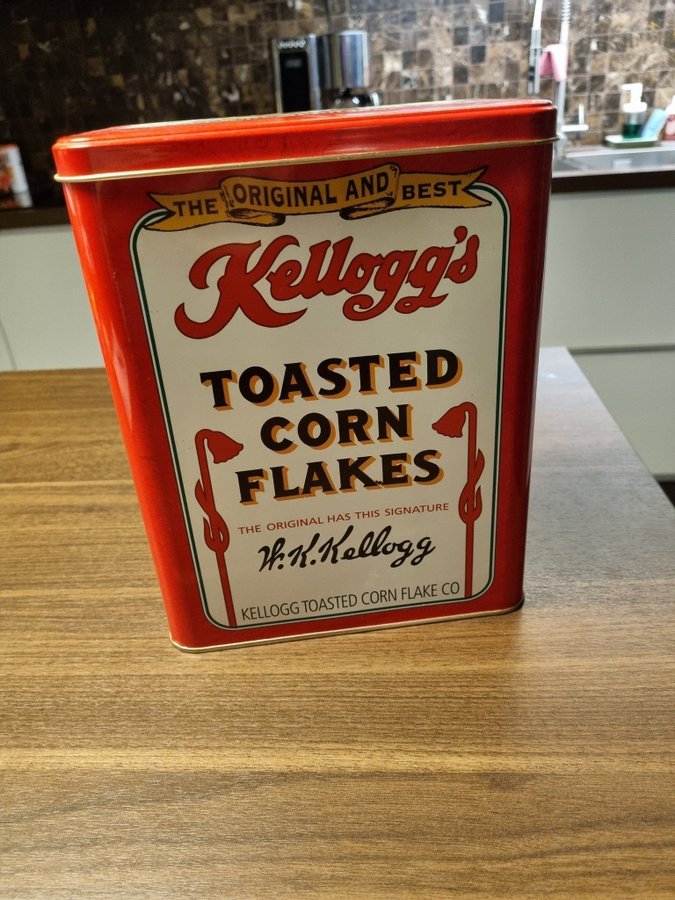 THE ORIGINAL AND BEST
Kellogg's
TOASTED
CORN
FLAKES
THE ORIGINAL HAS THIS SIGNATURE
W.K.Kellogg
KELLOGG TOASTED CORN FLAKE CO